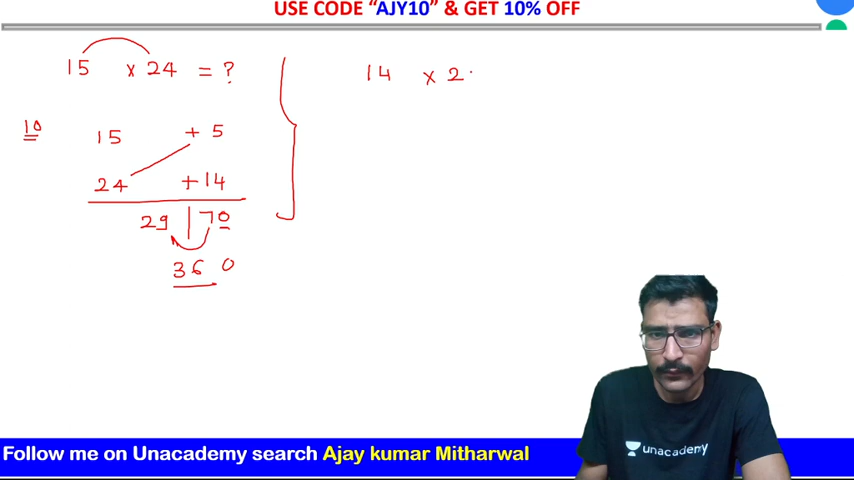 USE CODE “AJY10” & GET 10% OFF
15 × 24 = ?
14 × 2
10
15 + 5
24 + 14
29 | 70
36 0
unacademy
Follow me on Unacademy search Ajay kumar Mitharwal